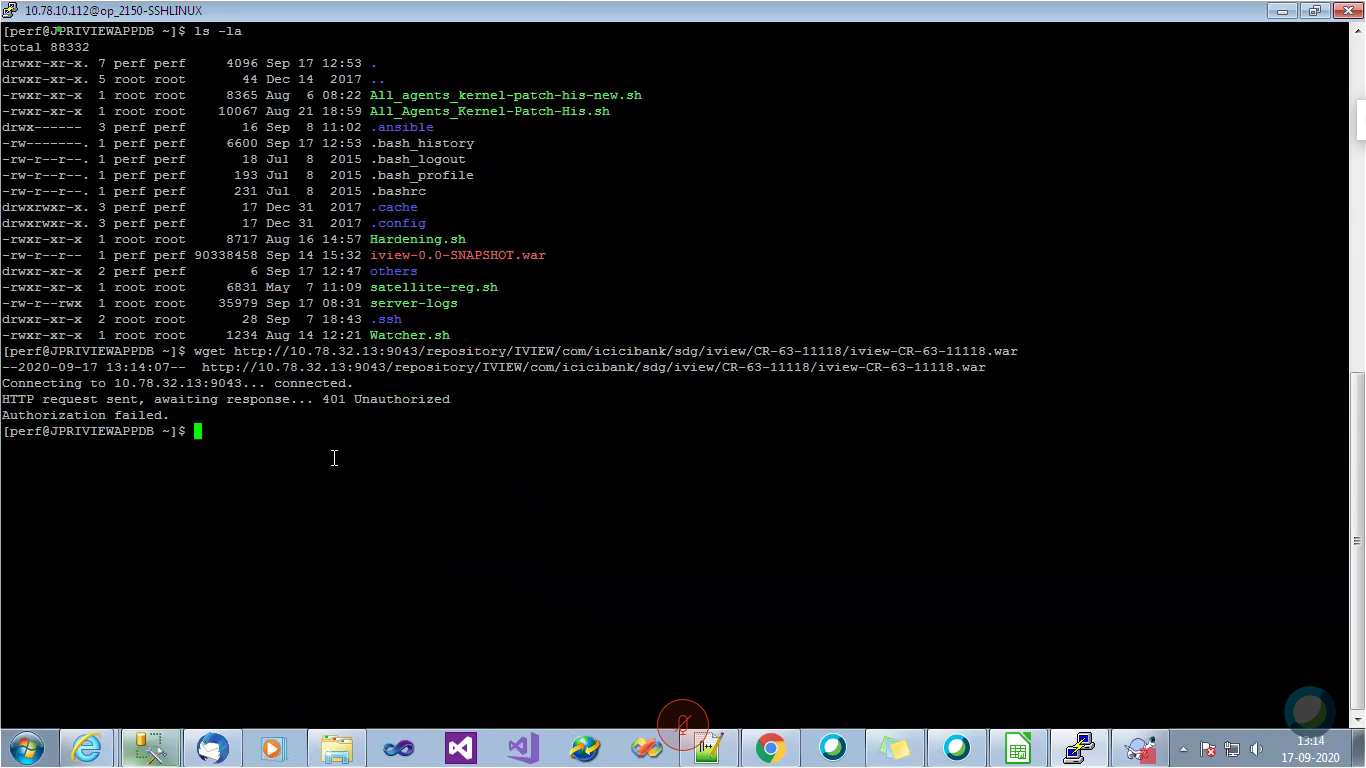 10.78.10.112@op_2150-SSHLINUX
[perf@JPRIVIEWAPPDB ~]$ ls -la
total 88332
drwxr-xr-x. 7 perf perf     4096 Sep 17 12:53 .
drwxr-xr-x. 5 root root       44 Dec 14  2017 ..
-rwxr-xr-x  1 root root     8365 Aug  6 08:22 All_agents_kernel-patch-his-new.sh
-rwxr-xr-x  1 root root    10067 Aug 21 18:59 All_Agents_Kernel-Patch-His.sh
drwx------  3 perf perf       16 Sep  8 11:02 .ansible
-rw-------. 1 perf perf     6600 Sep 17 12:53 .bash_history
-rw-r--r--. 1 perf perf       18 Jul  8  2015 .bash_logout
-rw-r--r--. 1 perf perf      193 Jul  8  2015 .bash_profile
-rw-r--r--. 1 perf perf      231 Jul  8  2015 .bashrc
drwxrwxr-x. 3 perf perf       17 Dec 31  2017 .cache
drwxrwxr-x. 3 perf perf       17 Dec 31  2017 .config
-rwxr-xr-x  1 root root     8717 Aug 16 14:57 Hardening.sh
-rw-r--r--  1 perf perf 90338458 Sep 14 15:32 iview-0.0-SNAPSHOT.war
drwxr-xr-x  2 perf perf        6 Sep 17 12:47 others
-rwxr-xr-x  1 root root     6831 May  7 11:09 satellite-reg.sh
-rw-r--rwx  1 root root    35979 Sep 17 08:31 server-logs
drwxr-xr-x  2 root root       28 Sep  7 18:43 .ssh
-rwxr-xr-x  1 root root     1234 Aug 14 12:21 Watcher.sh
[perf@JPRIVIEWAPPDB ~]$ wget http://10.78.32.13:9043/repository/IVIEW/com/icicibank/sdg/iview/CR-63-11118/iview-CR-63-11118.war
--2020-09-17 13:14:07--  http://10.78.32.13:9043/repository/IVIEW/com/icicibank/sdg/iview/CR-63-11118/iview-CR-63-11118.war
Connecting to 10.78.32.13:9043... connected.
HTTP request sent, awaiting response... 401 Unauthorized
Authorization failed.
[perf@JPRIVIEWAPPDB ~]$
13:14
17-09-2020